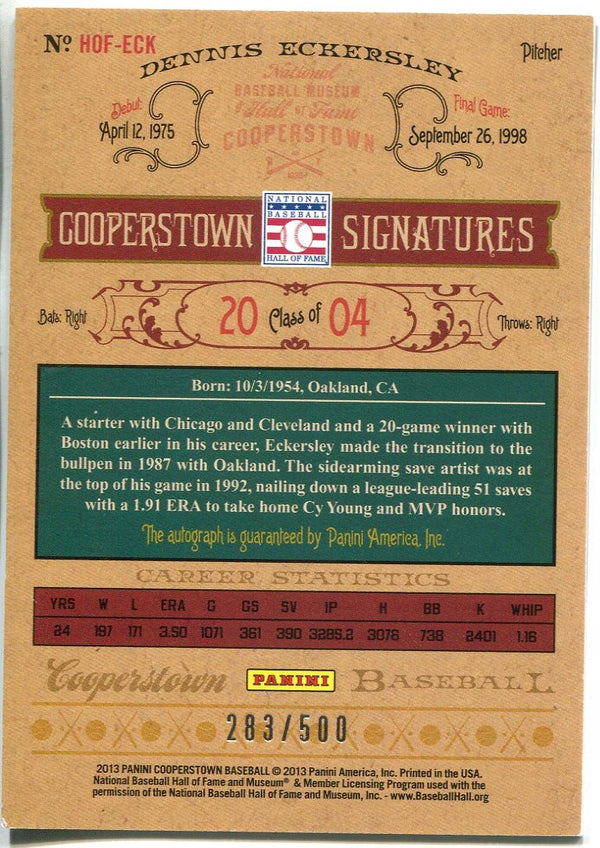 Nº HOF-ECK
DENNIS ECKERSLEY
Pitcher
National
BASEBALL MUSEUM
& Hall of Fame
COOPERSTOWN
N Y
1939
Debut:
April 12, 1975
Final Game:
September 26, 1998
COOPERSTOWN
NATIONAL
BASEBALL
HALL OF FAME
SIGNATURES
Bats: Right
20 Class of 04
Throws: Right
Born: 10/3/1954, Oakland, CA
A starter with Chicago and Cleveland and a 20-game winner with
Boston earlier in his career, Eckersley made the transition to the
bullpen in 1987 with Oakland. The sidearming save artist was at
the top of his game in 1992, nailing down a league-leading 51 saves
with a 1.91 ERA to take home Cy Young and MVP honors.
The autograph is guaranteed by Panini America, Inc.
CAREER STATISTICS
YRS W L ERA G GS SV IP H BB K WHIP
24 197 171 3.50 1071 361 390 3285.2 3076 738 2401 1.16
Cooperstown PANINI BASEBALL
283/500
2013 PANINI COOPERSTOWN BASEBALL © 2013 Panini America, Inc. Printed in the USA.
National Baseball Hall of Fame and Museum® & Member Licensing Program used with the
permission of the National Baseball Hall of Fame and Museum, Inc. - www.BaseballHall.org